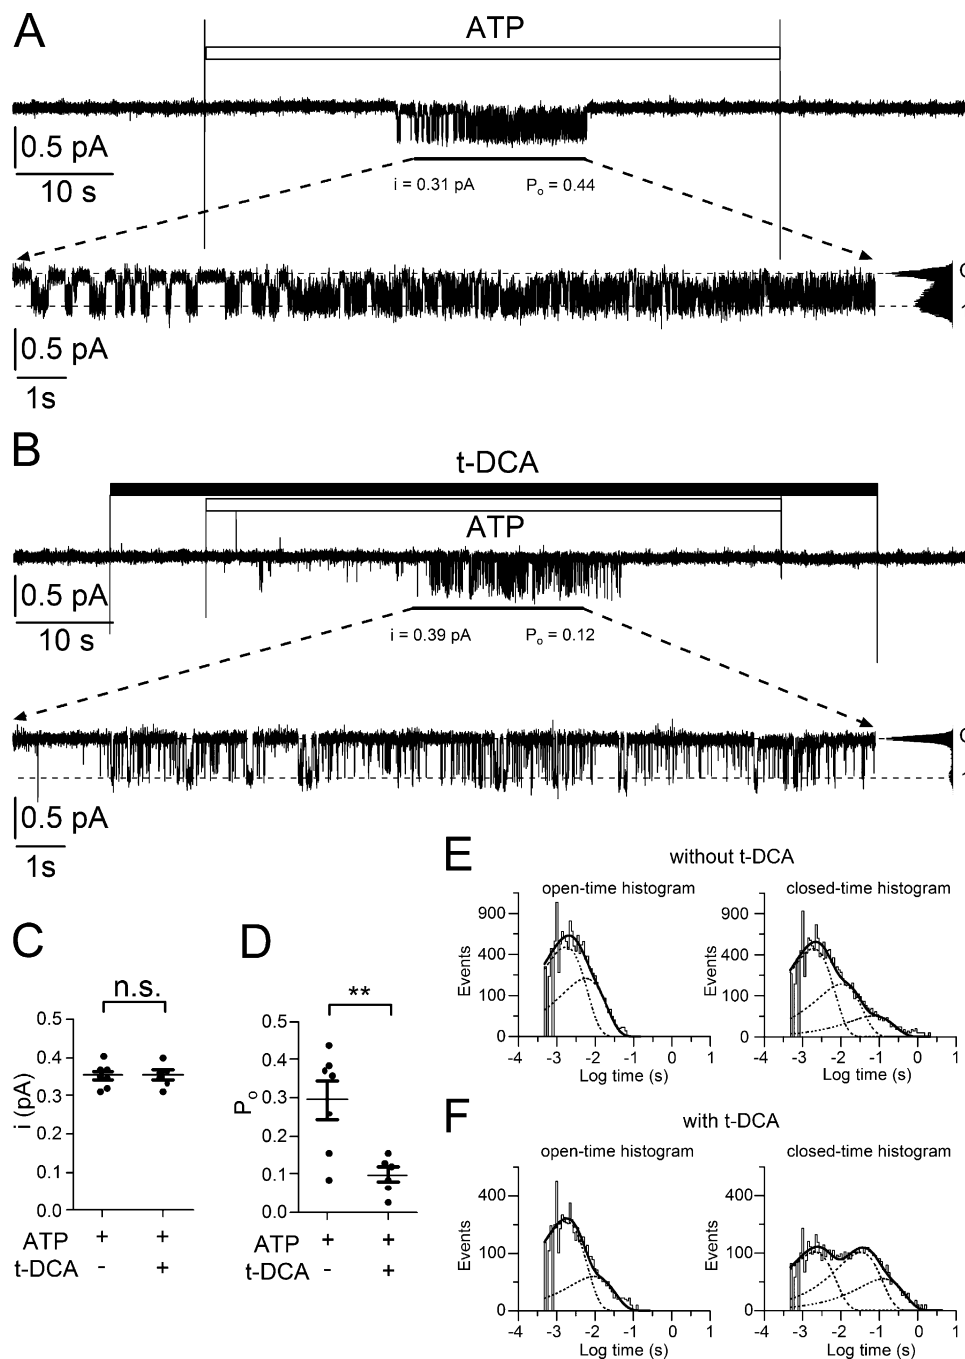 A
ATP
0.5 pA
10 s
i = 0.31 pA
Po = 0.44
0.5 pA
1s
B
t-DCA
ATP
0.5 pA
10 s
i = 0.39 pA
Po = 0.12
0.5 pA
1s
C
n.s.
i (pA)
0.5
0.4
0.3
0.2
0.1
0.0
ATP + +
t-DCA - +
D
**
Po
0.5
0.4
0.3
0.2
0.1
0.0
ATP + +
t-DCA - +
E
without t-DCA
open-time histogram
Events
900
400
100
0
-4 -3 -2 -1 0 1
Log time (s)
closed-time histogram
Events
900
400
100
0
-4 -3 -2 -1 0 1
Log time (s)
F
with t-DCA
open-time histogram
Events
400
100
0
-4 -3 -2 -1 0 1
Log time (s)
closed-time histogram
Events
400
100
0
-4 -3 -2 -1 0 1
Log time (s)